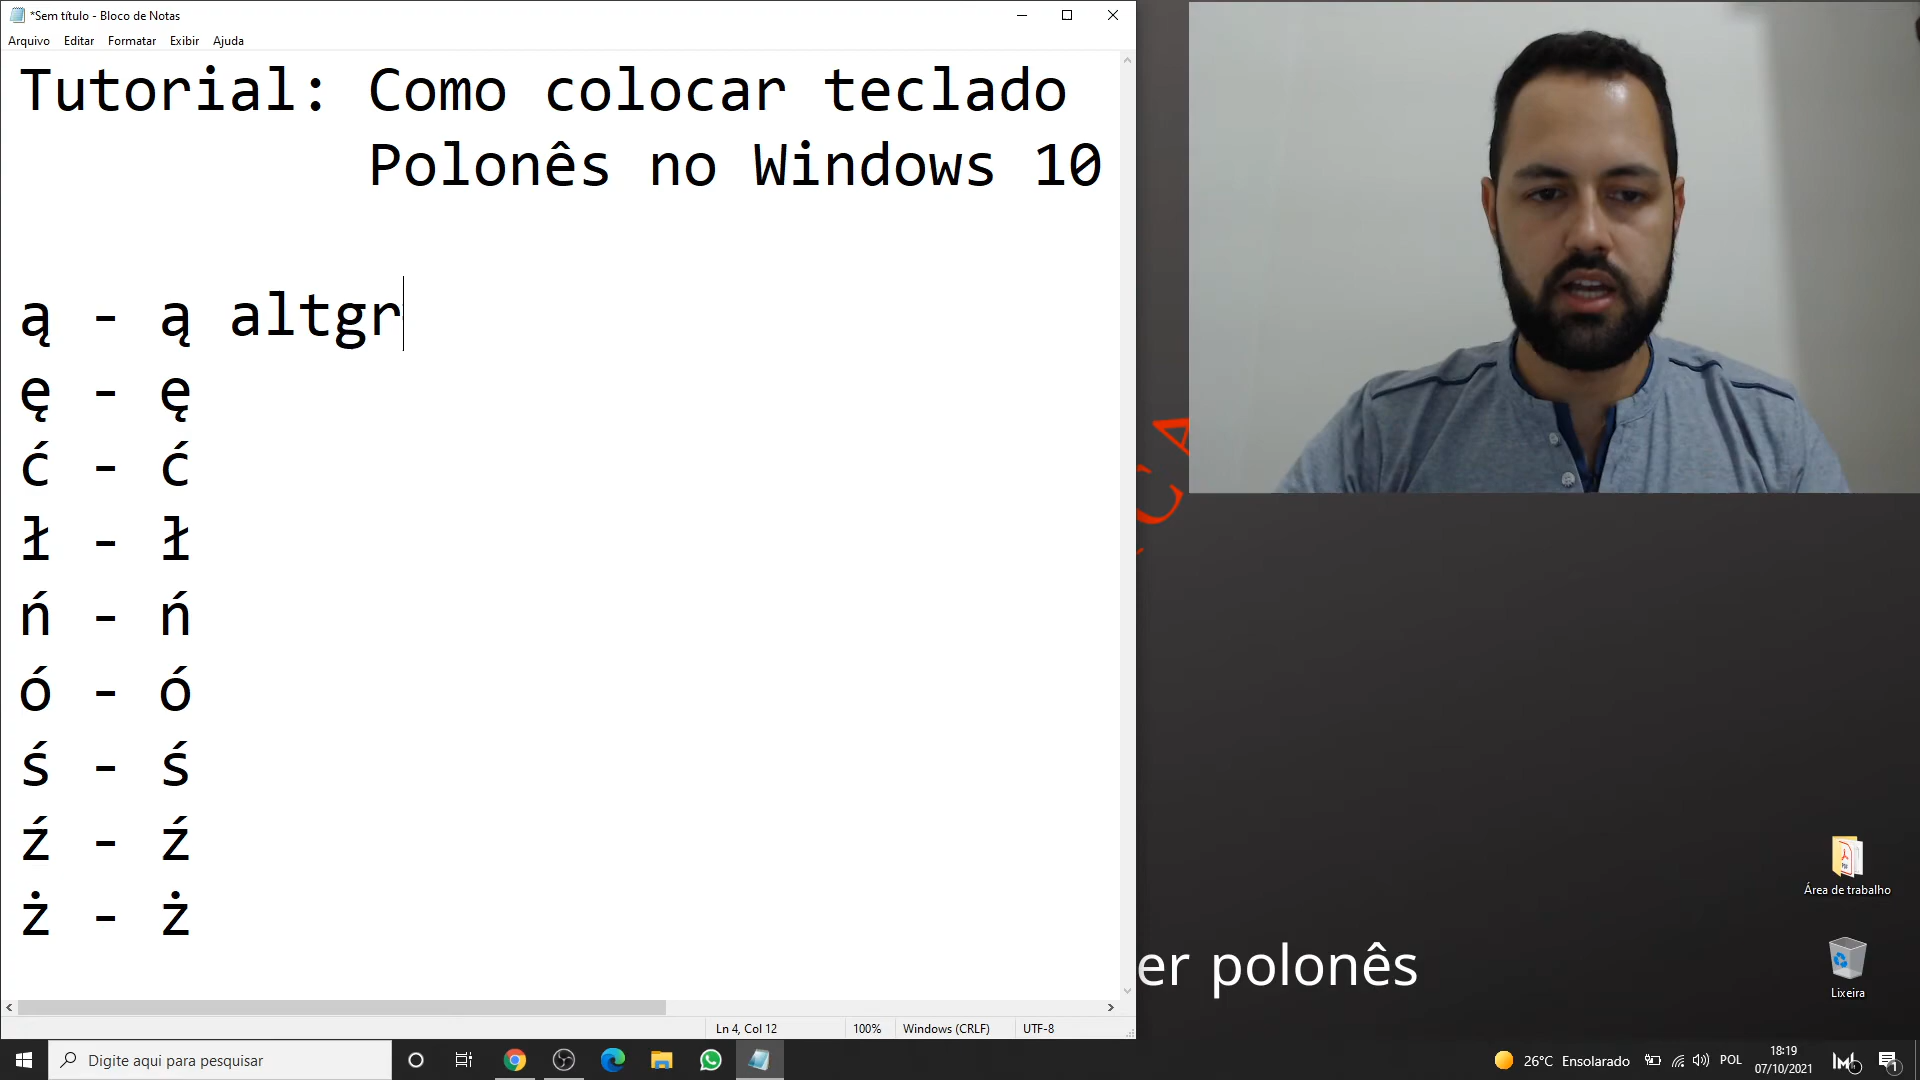 *Sem título - Bloco de Notas
Arquivo Editar Formatar Exibir Ajuda
Tutorial: Como colocar teclado
Polonês no Windows 10
ą - ą altgr
ę - ę
ć - ć
ł - ł
ń - ń
ó - ó
ś - ś
ź - ź
ż - ż
CA
er polonês
Área de trabalho
Lixeira
Ln 4, Col 12 100% Windows (CRLF) UTF-8
Digite aqui para pesquisar
26°C Ensolarado POL 18:19
07/10/2021
1